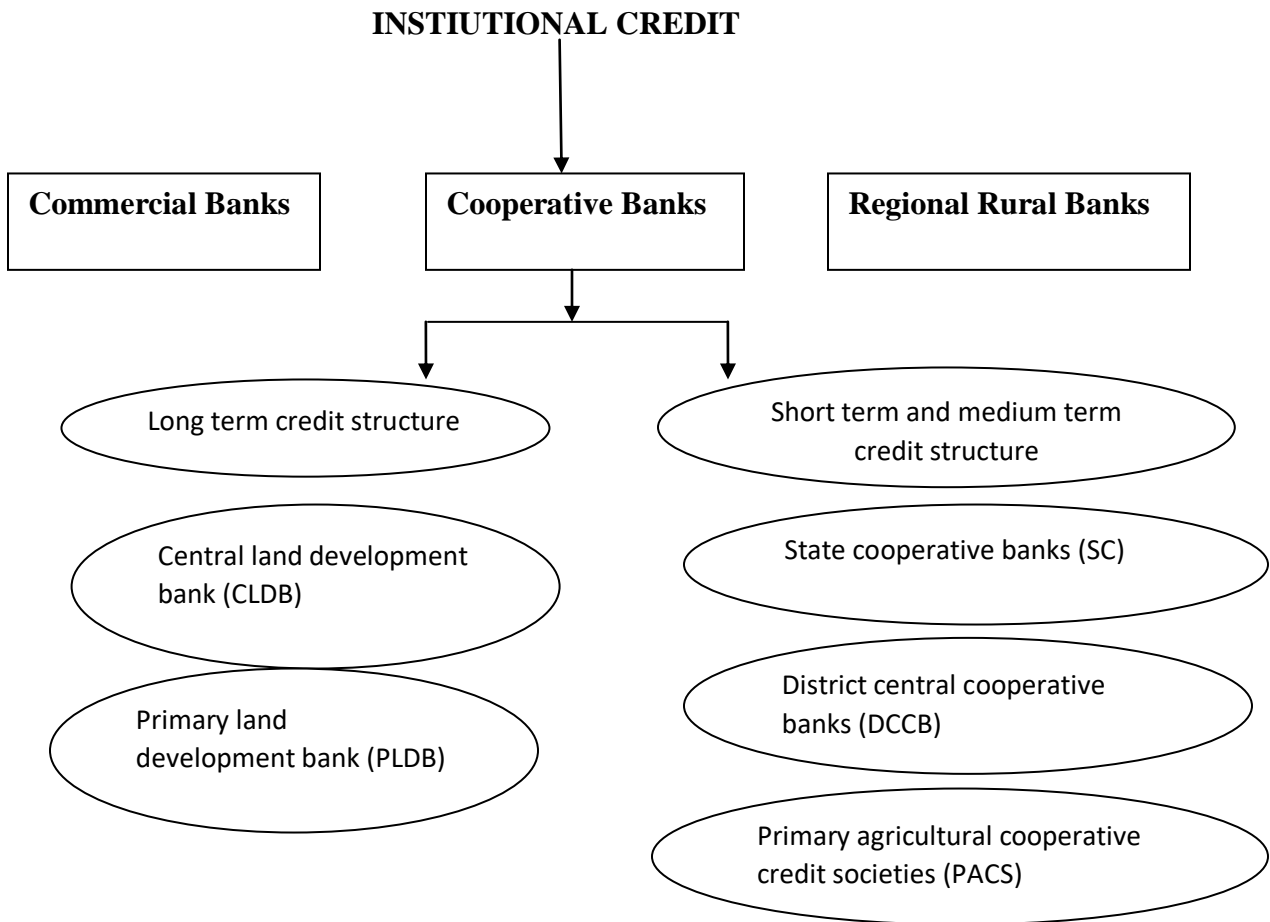 INSTIUTIONAL CREDIT
Commercial Banks
Cooperative Banks
Regional Rural Banks
Long term credit structure
Short term and medium term
credit structure
Central land development
bank (CLDB)
State cooperative banks (SC)
Primary land
development bank (PLDB)
District central cooperative
banks (DCCB)
Primary agricultural cooperative
credit societies (PACS)